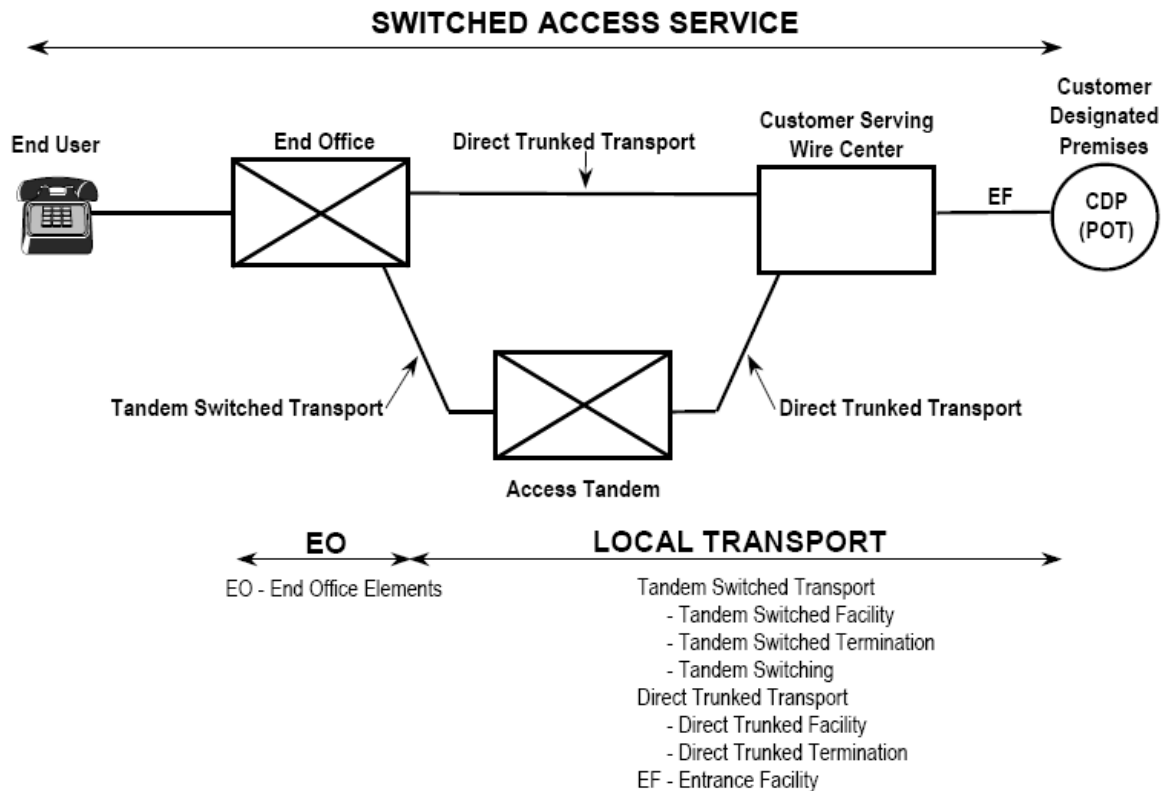 SWITCHED ACCESS SERVICE
End User
End Office
Direct Trunked Transport
Customer Serving
Wire Center
Customer
Designated
Premises
EF
CDP
(POT)
Tandem Switched Transport
Direct Trunked Transport
Access Tandem
EO
LOCAL TRANSPORT
EO - End Office Elements
Tandem Switched Transport
- Tandem Switched Facility
- Tandem Switched Termination
- Tandem Switching
Direct Trunked Transport
- Direct Trunked Facility
- Direct Trunked Termination
EF - Entrance Facility